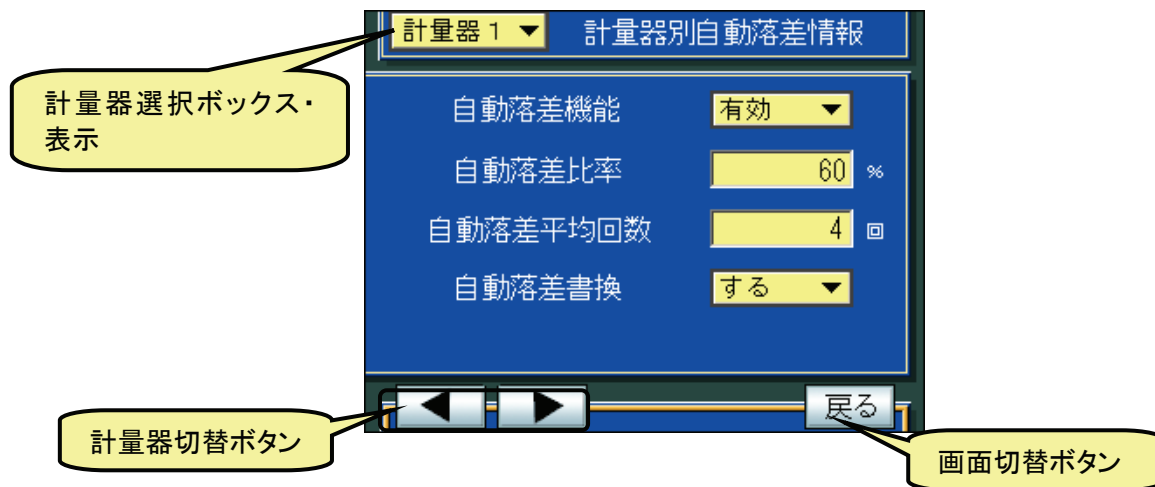 計量器1 ▼ 計量器別自動落差情報
計量器選択ボックス・
表示
自動落差機能 有効 ▼
自動落差比率 60 %
自動落差平均回数 4 回
自動落差書換 する ▼
◀ ▶ 戻る
計量器切替ボタン
画面切替ボタン